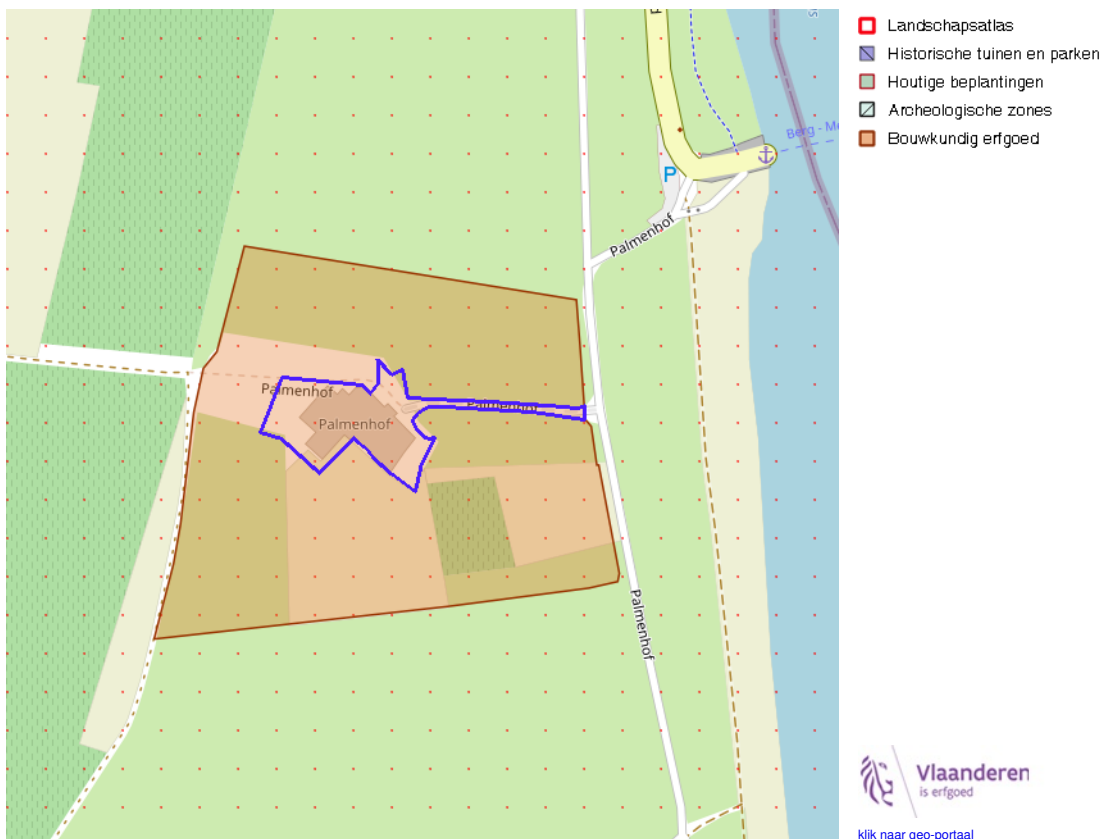 Landschapsatlas
Historische tuinen en parken
Houtige beplantingen
Archeologische zones
Bouwkundig erfgoed
P
Palmenhof
Palmenhof
Palmenhof
Palmenhof
Palmenhof
Vlaanderen
is erfgoed
klik naar geo-portaal